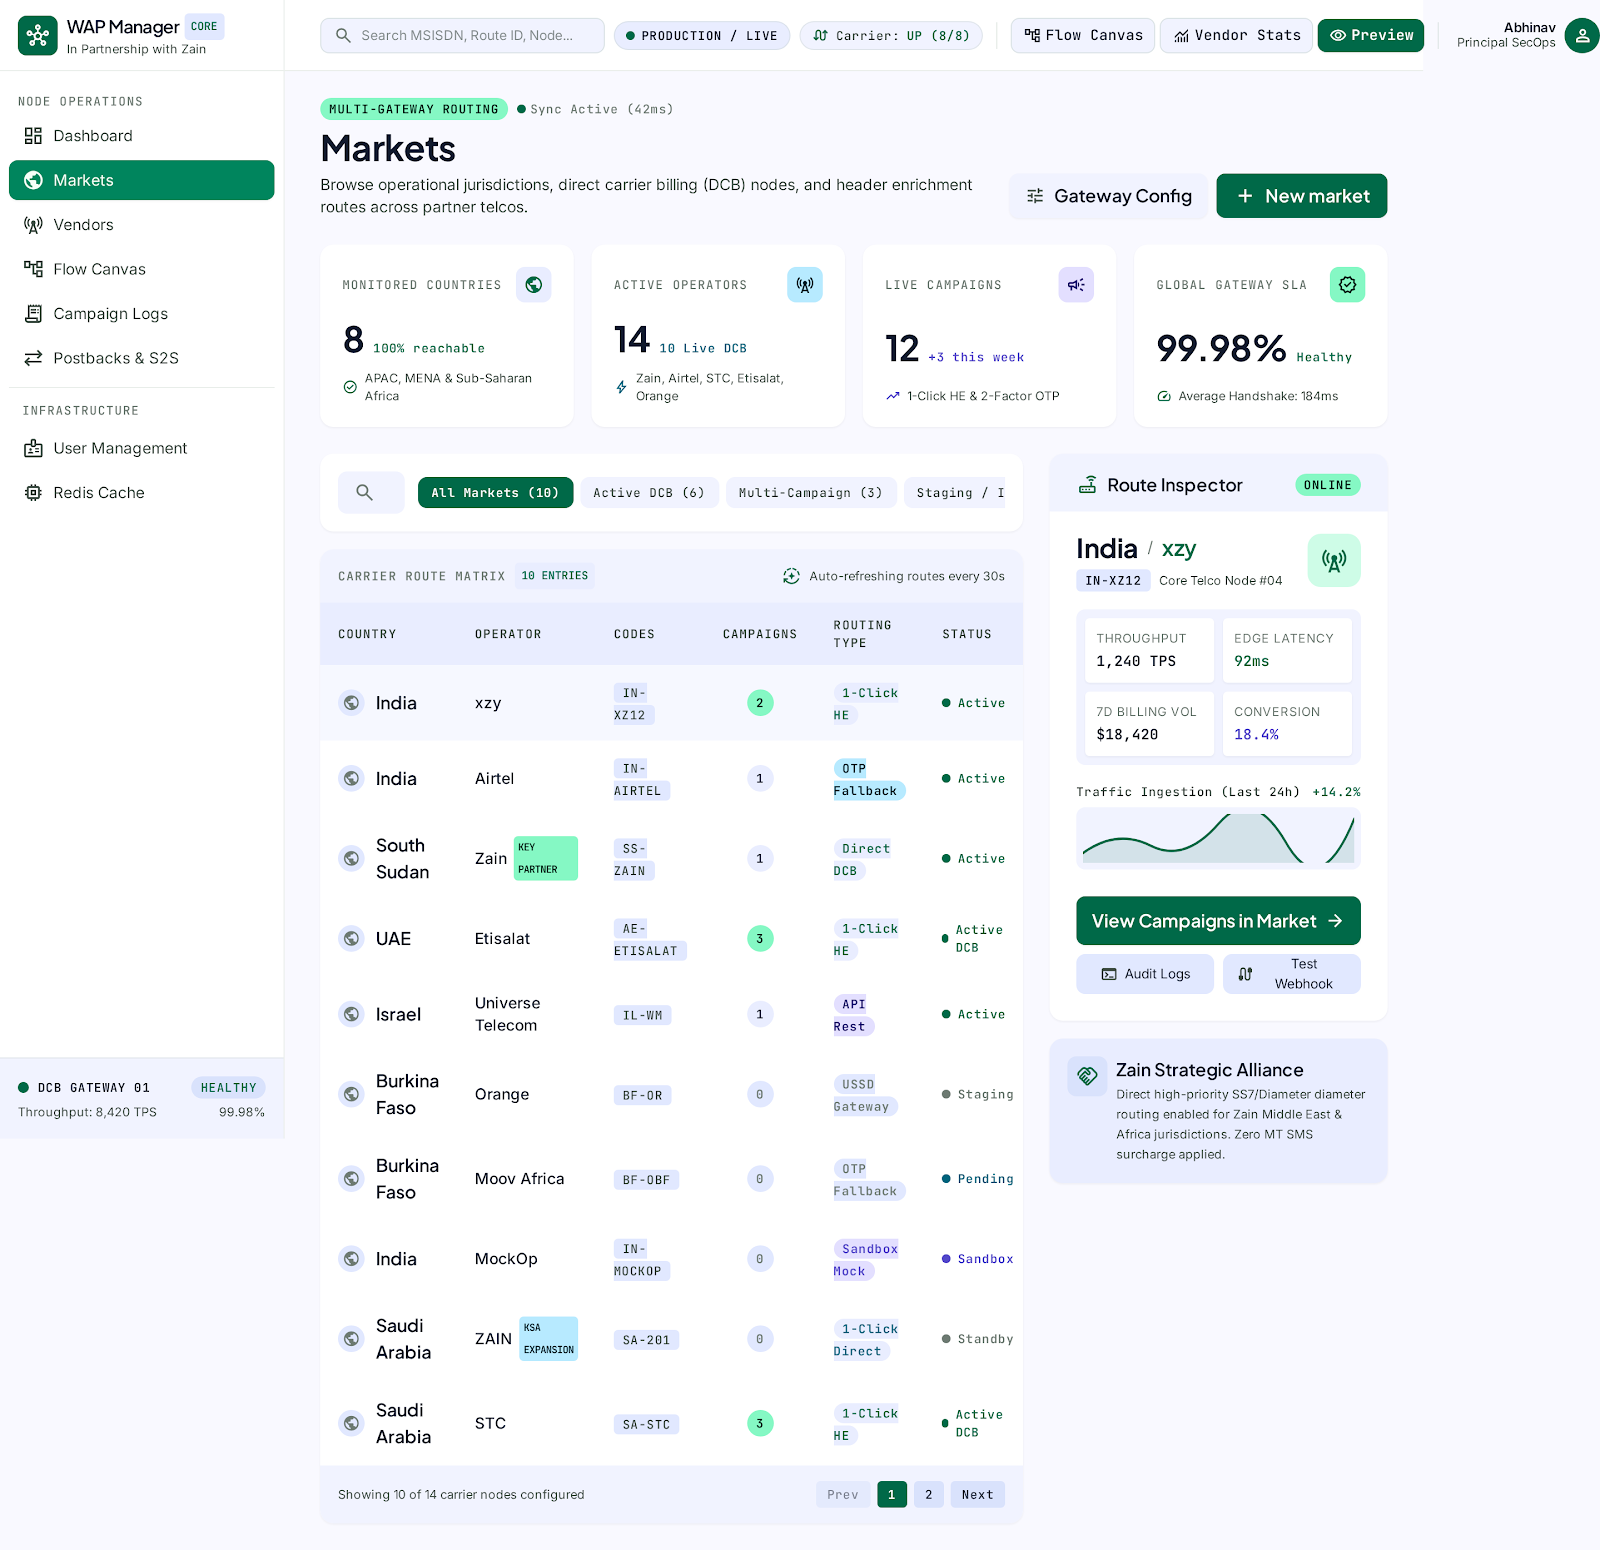 WAP Manager CORE
In Partnership with Zain
Search MSISDN, Route ID, Node...
PRODUCTION / LIVE
Carrier: UP (8/8)
Flow Canvas
Vendor Stats
Preview
Abhinav
Principal SecOps
NODE OPERATIONS
Dashboard
Markets
Vendors
Flow Canvas
Campaign Logs
Postbacks & S2S
INFRASTRUCTURE
User Management
Redis Cache
DCB GATEWAY 01 HEALTHY
Throughput: 8,420 TPS 99.98%
MULTI-GATEWAY ROUTING Sync Active (42ms)
Markets
Browse operational jurisdictions, direct carrier billing (DCB) nodes, and header enrichment
routes across partner telcos.
Gateway Config
New market
MONITORED COUNTRIES
8 100% reachable
APAC, MENA & Sub-Saharan
Africa
ACTIVE OPERATORS
14 10 Live DCB
Zain, Airtel, STC, Etisalat,
Orange
LIVE CAMPAIGNS
12 +3 this week
1-Click HE & 2-Factor OTP
GLOBAL GATEWAY SLA
99.98% Healthy
Average Handshake: 184ms
All Markets (10) Active DCB (6) Multi-Campaign (3) Staging / I
CARRIER ROUTE MATRIX 10 ENTRIES Auto-refreshing routes every 30s
COUNTRY OPERATOR CODES CAMPAIGNS ROUTING
TYPE STATUS
India xzy IN-
XZ12 2 1-Click
HE Active
India Airtel IN-
AIRTEL 1 OTP
Fallback Active
South
Sudan Zain KEY
PARTNER SS-
ZAIN 1 Direct
DCB Active
UAE Etisalat AE-
ETISALAT 3 1-Click
HE Active
DCB
Israel Universe
Telecom IL-WM 1 API
Rest Active
Burkina
Faso Orange BF-OR 0 USSD
Gateway Staging
Burkina
Faso Moov Africa BF-OBF 0 OTP
Fallback Pending
India MockOp IN-
MOCKOP 0 Sandbox
Mock Sandbox
Saudi
Arabia ZAIN KSA
EXPANSION SA-201 0 1-Click
Direct Standby
Saudi
Arabia STC SA-STC 3 1-Click
HE Active
DCB
Showing 10 of 14 carrier nodes configured Prev 1 2 Next
Route Inspector ONLINE
India / xzy
IN-XZ12 Core Telco Node #04
THROUGHPUT
1,240 TPS
EDGE LATENCY
92ms
7D BILLING VOL
$18,420
CONVERSION
18.4%
Traffic Ingestion (Last 24h) +14.2%
View Campaigns in Market
Audit Logs
Test
Webhook
Zain Strategic Alliance
Direct high-priority SS7/Diameter diameter
routing enabled for Zain Middle East &
Africa jurisdictions. Zero MT SMS
surcharge applied.